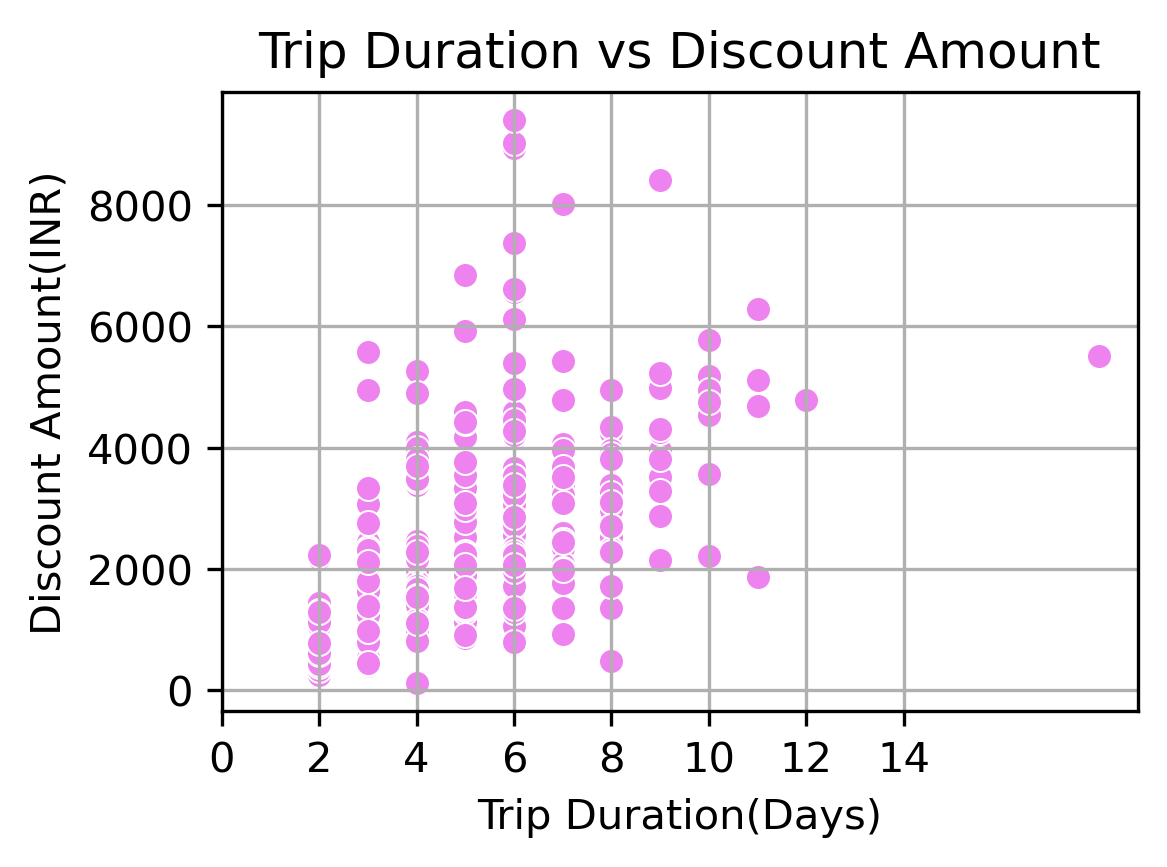 Trip Duration vs Discount Amount
Discount Amount(INR)
8000
6000
4000
2000
0
0 2 4 6 8 10 12 14
Trip Duration(Days)